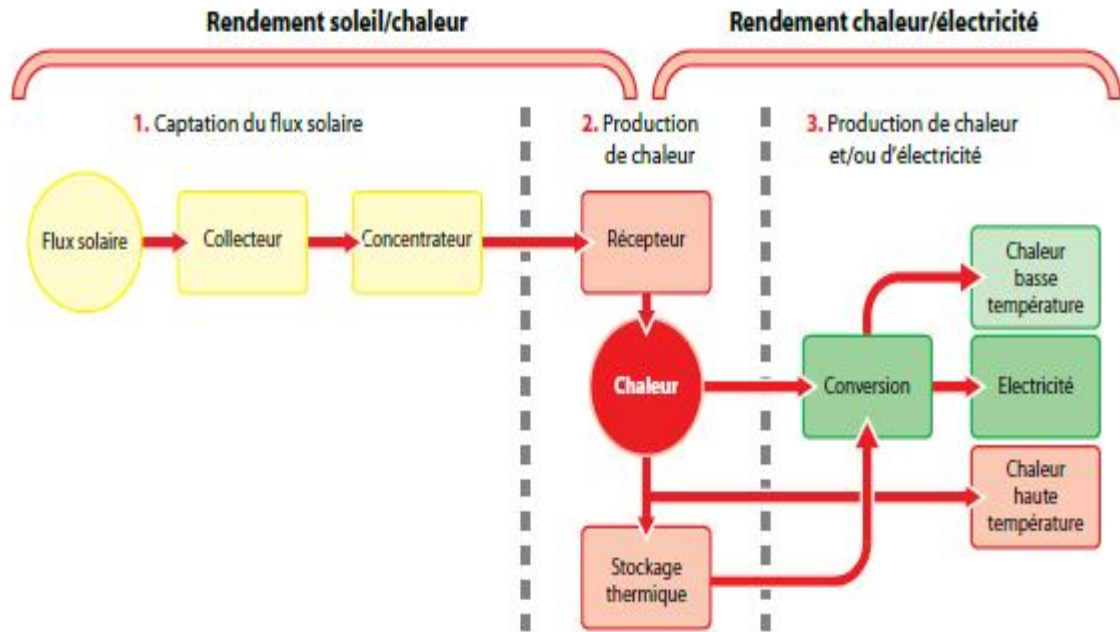 Rendement soleil/chaleur
Rendement chaleur/électricité
1. Captation du flux solaire
2. Production
de chaleur
3. Production de chaleur
et/ou d'électricité
Flux solaire
Collecteur
Concentrateur
Récepteur
Chaleur
basse
température
Chaleur
Conversion
Electricité
Chaleur
haute
température
Stockage
thermique